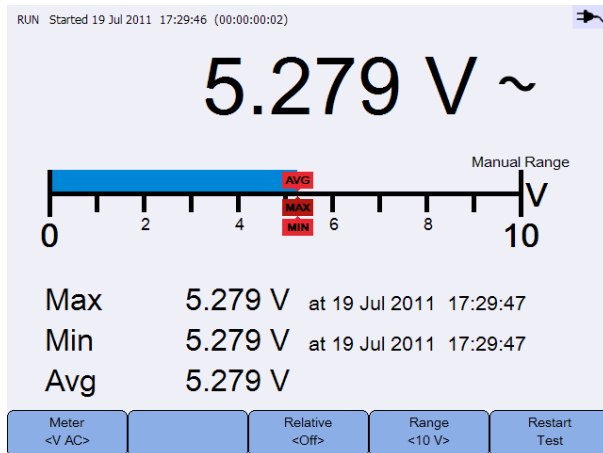 RUN Started 19 Jul 2011 17:29:46 (00:00:00:02)
5.279 V ~
Manual Range
AVG
V
MAX
MIN
0 2 4 6 8 10
Max 5.279 V at 19 Jul 2011 17:29:47
Min 5.279 V at 19 Jul 2011 17:29:47
Avg 5.279 V
Meter Relative Range Restart
<V AC> <Off> <10 V> Test